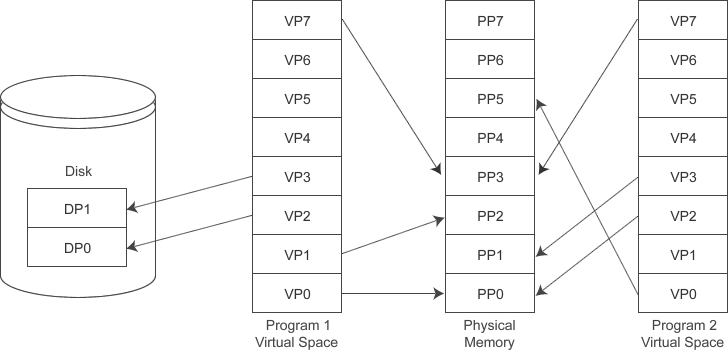 VP7
VP6
VP5
VP4
VP3
VP2
VP1
VP0
Program 1
Virtual Space
PP7
PP6
PP5
PP4
PP3
PP2
PP1
PP0
Physical
Memory
VP7
VP6
VP5
VP4
VP3
VP2
VP1
VP0
Program 2
Virtual Space
Disk
DP1
DP0